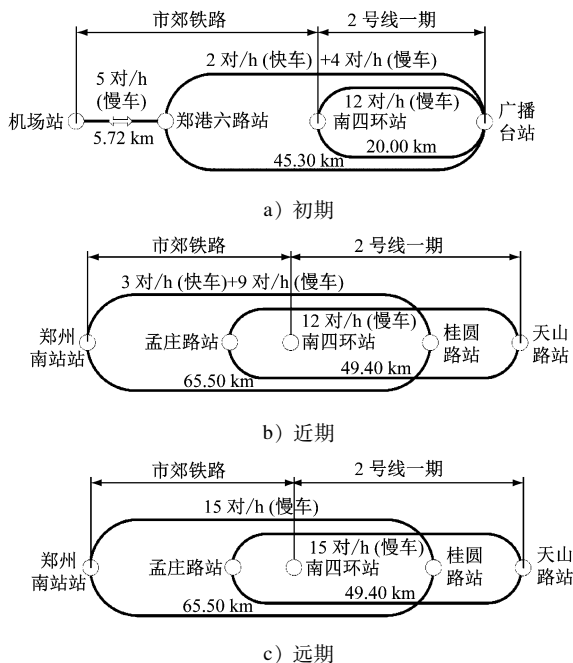 市郊铁路
2 号线一期
2 对/h (快车) +4 对/h (慢车)
5 对/h
(慢车)
12 对/h (慢车)
机场站
郑港六路站
南四环站
广播
台站
5.72 km
20.00 km
45.30 km
a) 初期
市郊铁路
2 号线一期
3 对/h (快车)+9 对/h (慢车)
12 对/h (慢车)
郑州
南站站
孟庄路站
南四环站
桂圆
路站
天山
路站
49.40 km
65.50 km
b) 近期
市郊铁路
2 号线一期
15 对/h (慢车)
15 对/h (慢车)
郑州
南站站
孟庄路站
南四环站
桂圆
路站
天山
路站
49.40 km
65.50 km
c) 远期